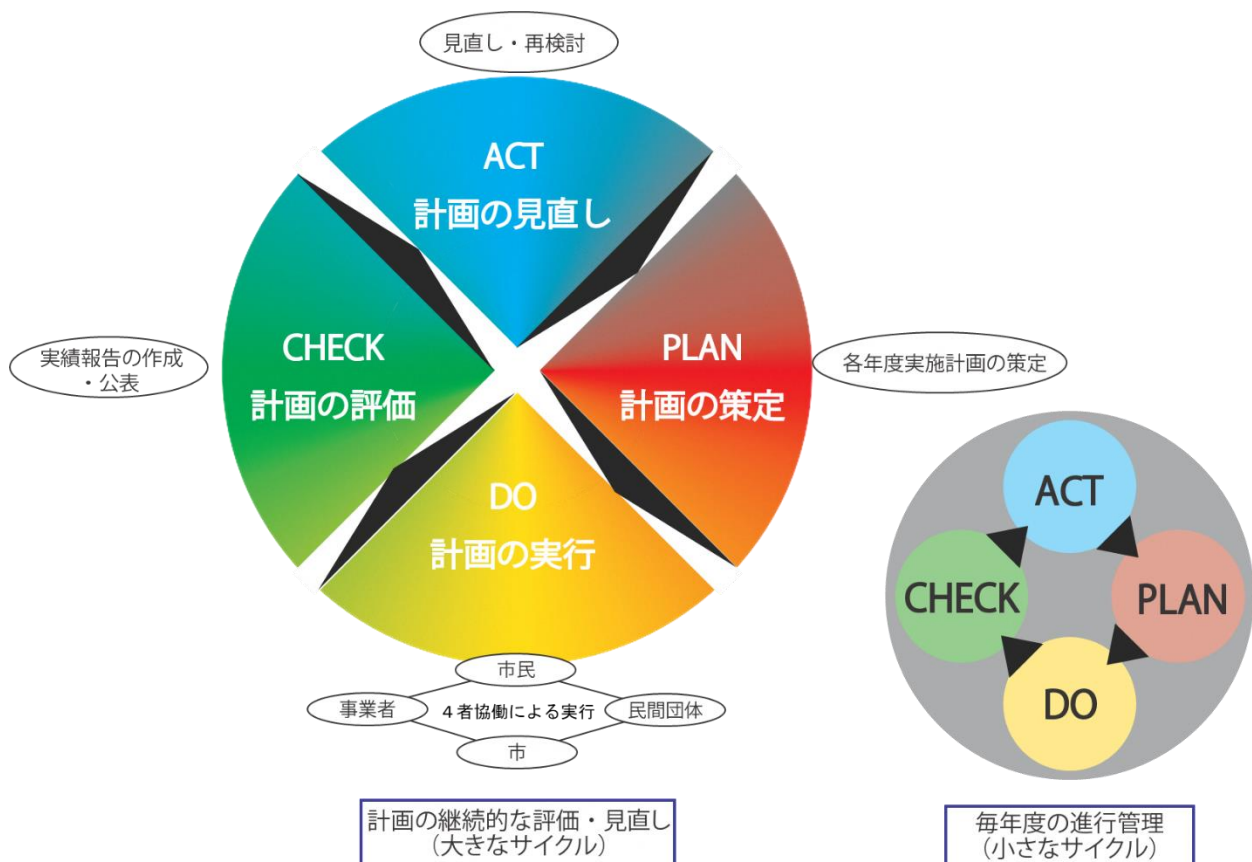 見直し・再検討
ACT
計画の見直し
CHECK
計画の評価
PLAN
計画の策定
実績報告の作成
・公表
各年度実施計画の策定
DO
計画の実行
市民
事業者
4者協働による実行
民間団体
市
計画の継続的な評価・見直し
(大きなサイクル)
ACT
CHECK
PLAN
DO
毎年度の進行管理
(小さなサイクル)